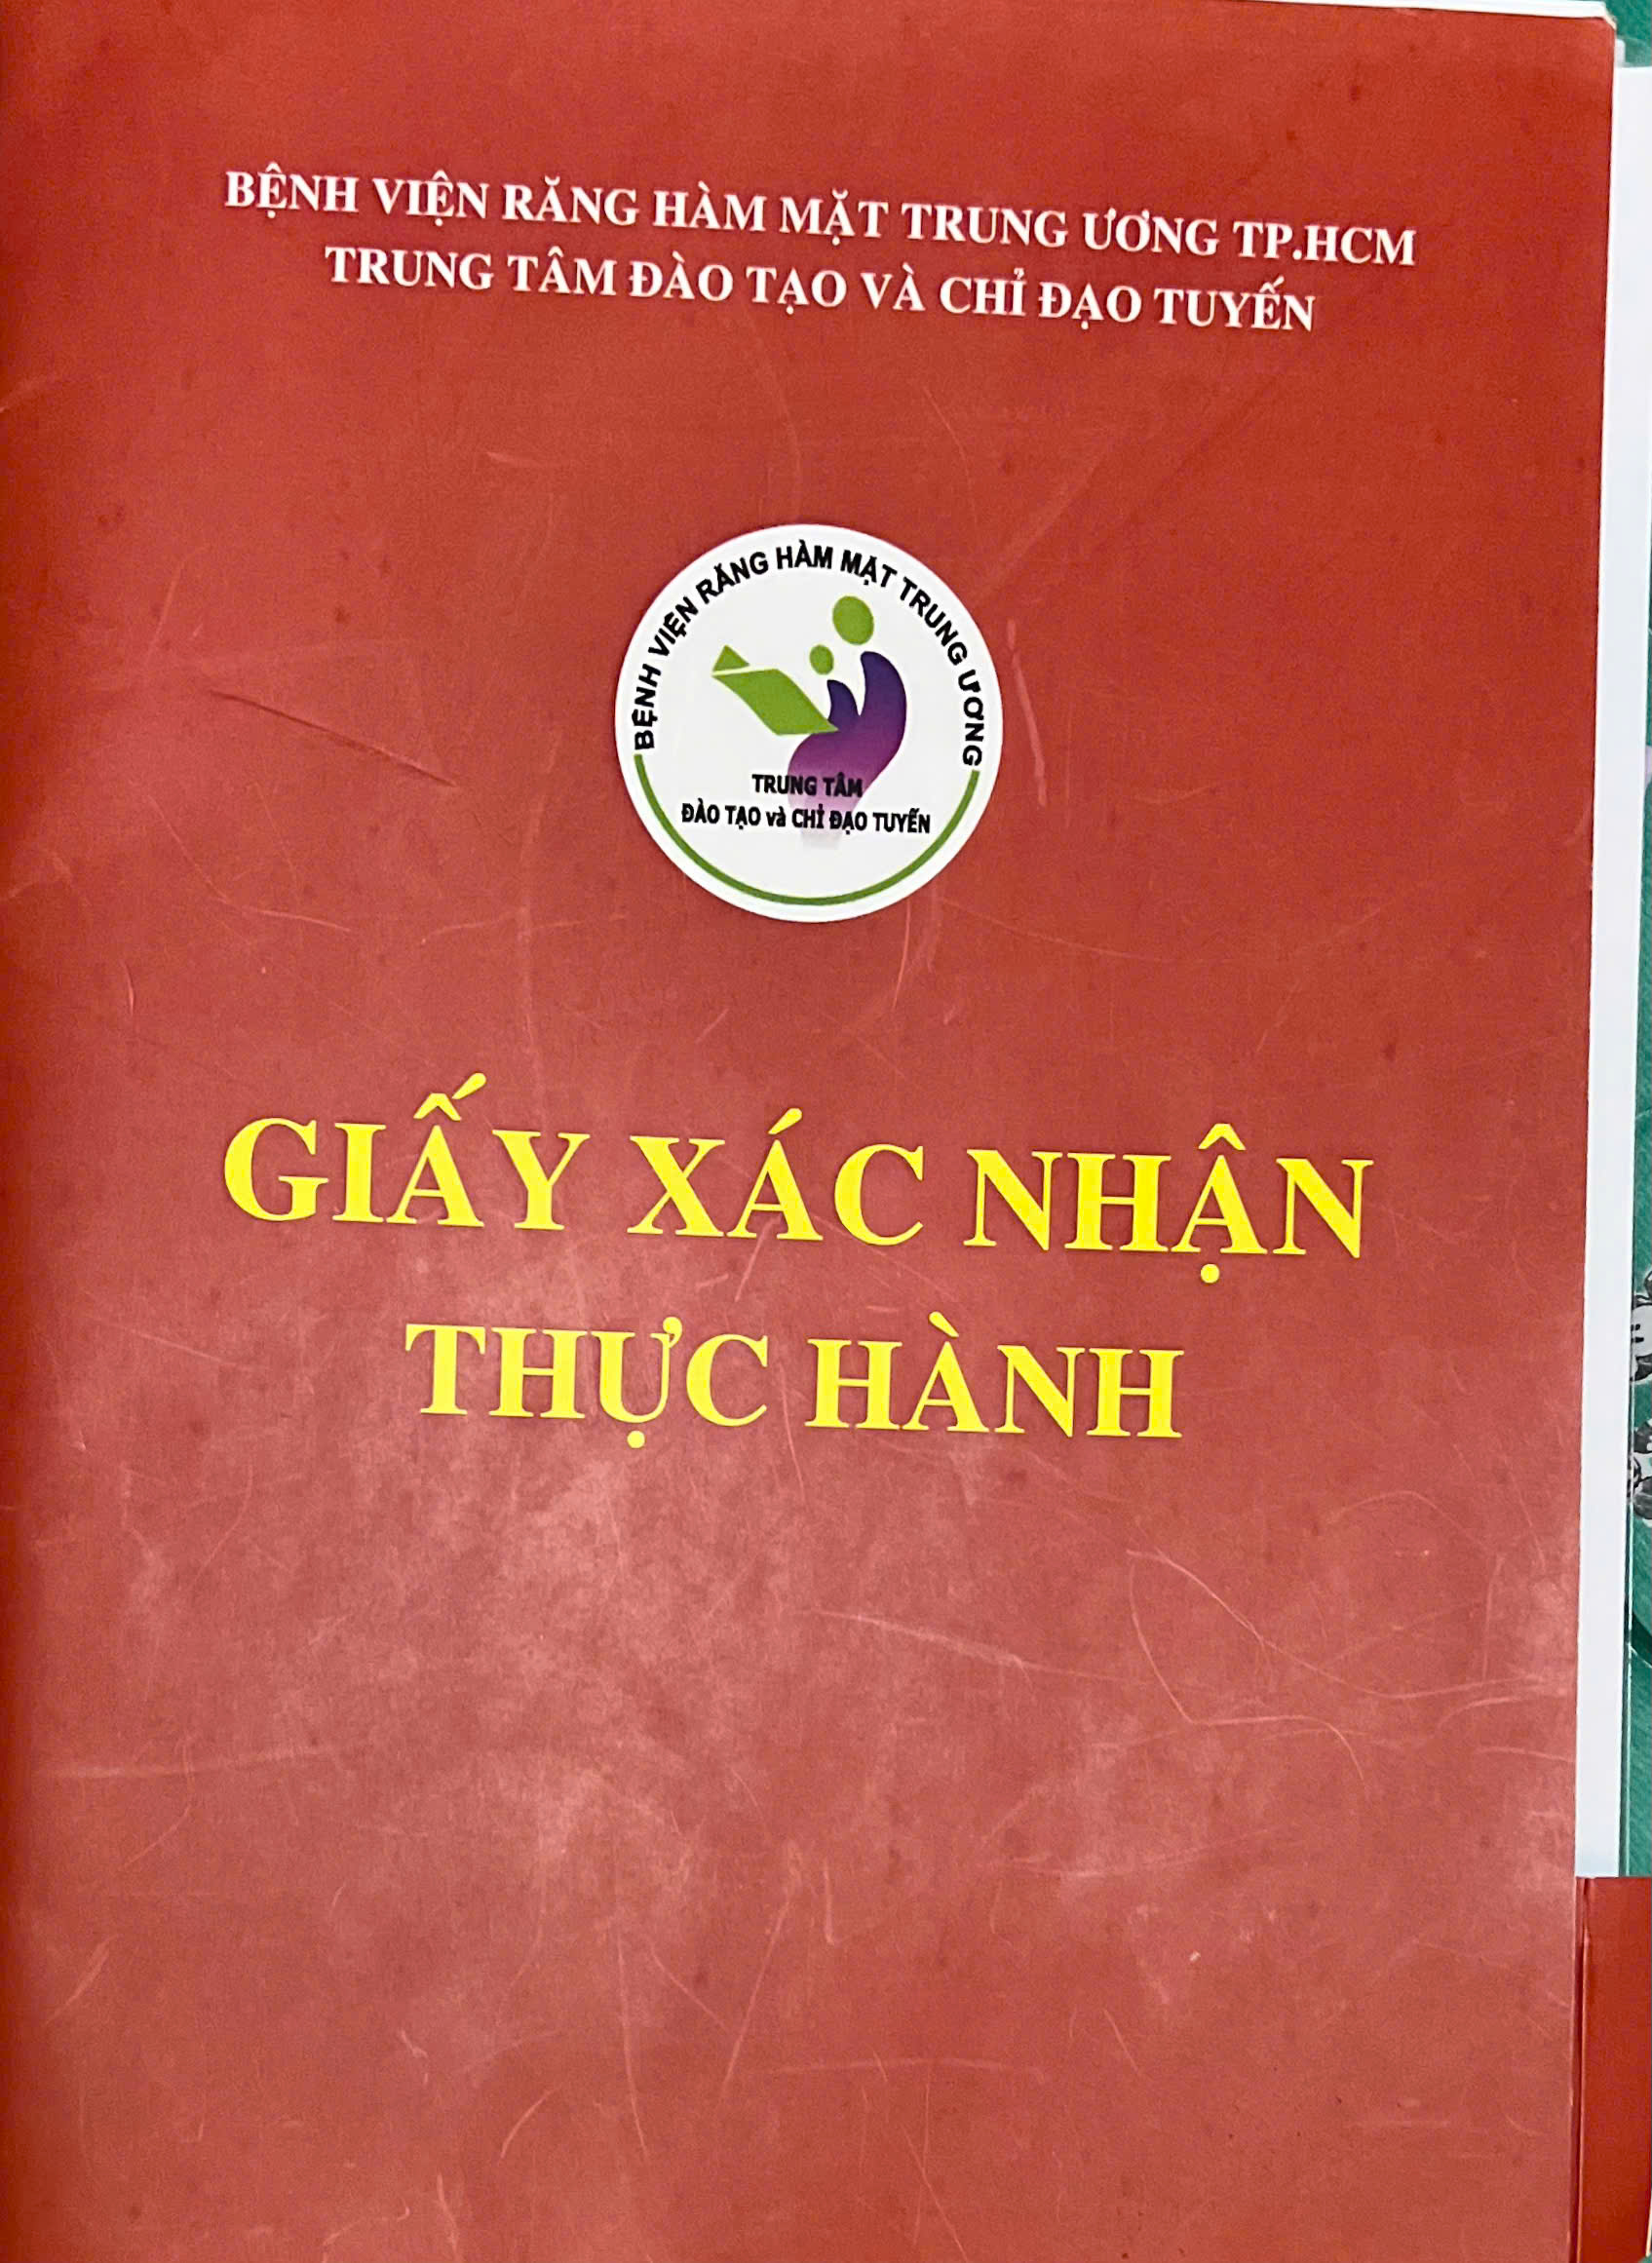 BỆNH VIỆN RĂNG HÀM MẶT TRUNG ƯƠNG TP.HCM
TRUNG TÂM ĐÀO TẠO VÀ CHỈ ĐẠO TUYẾN
BỆNH VIỆN RĂNG HÀM MẶT TRUNG ƯƠNG
TRUNG TÂM
ĐÀO TẠO và CHỈ ĐẠO TUYẾN
GIẤY XÁC NHẬN
THỰC HÀNH